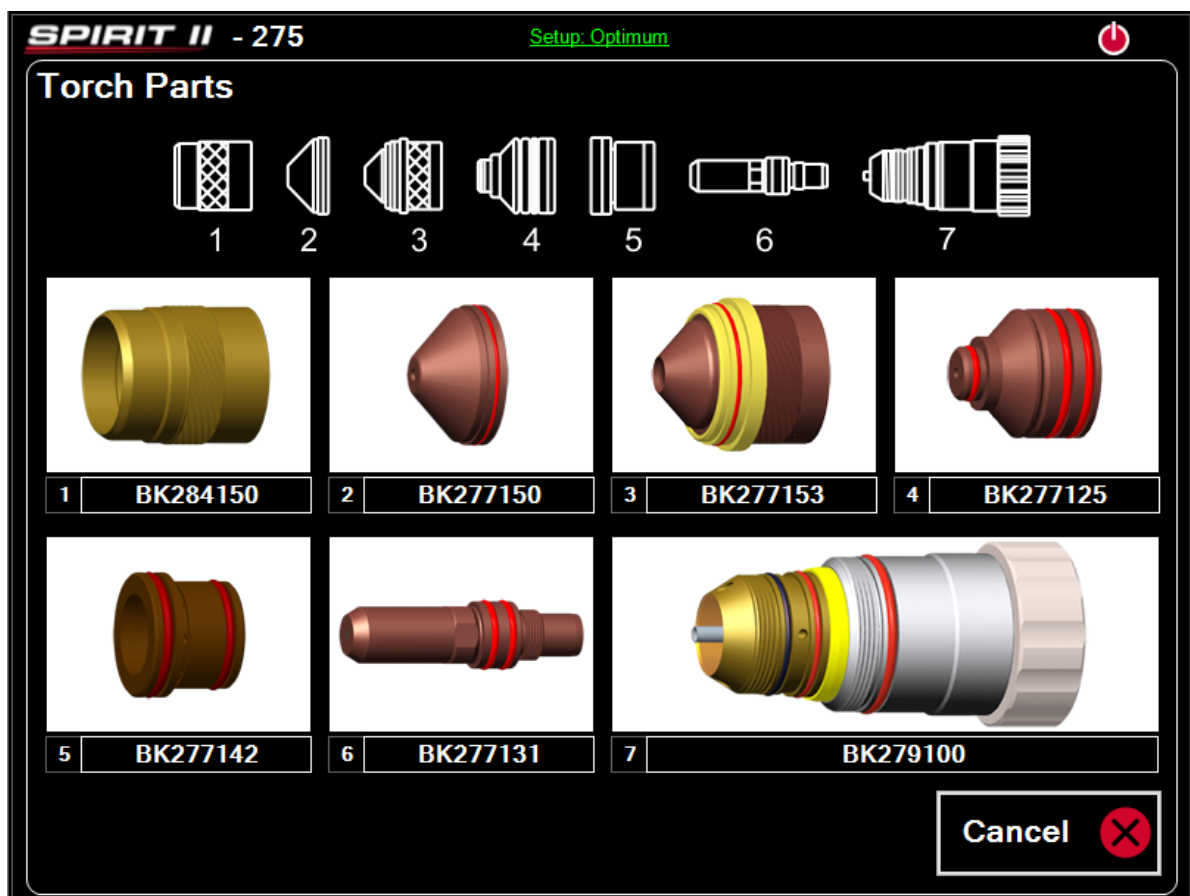 SPIRIT II - 275
Setup: Optimum
Torch Parts
1 2 3 4 5 6 7
1 BK284150
2 BK277150
3 BK277153
4 BK277125
5 BK277142
6 BK277131
7 BK279100
Cancel